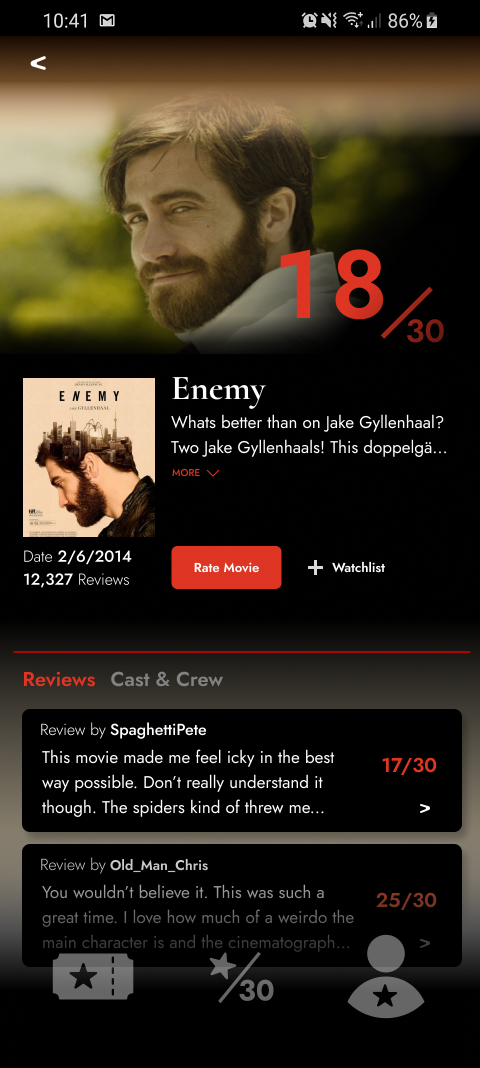 10:41
86%
<
18/30
ENEMY
JAKE GYLLENHAAL
Enemy
Whats better than on Jake Gyllenhaal?
Two Jake Gyllenhaals! This doppelgä...
MORE
Date 2/6/2014
12,327 Reviews
Rate Movie
+ Watchlist
Reviews Cast & Crew
Review by SpaghettiPete
This movie made me feel icky in the best
way possible. Don't really understand it
though. The spiders kind of threw me...
17/30
>
Review by Old_Man_Chris
You wouldn't believe it. This was such a
great time. I love how much of a weirdo the
main character is and the cinematograph...
25/30
>
/30